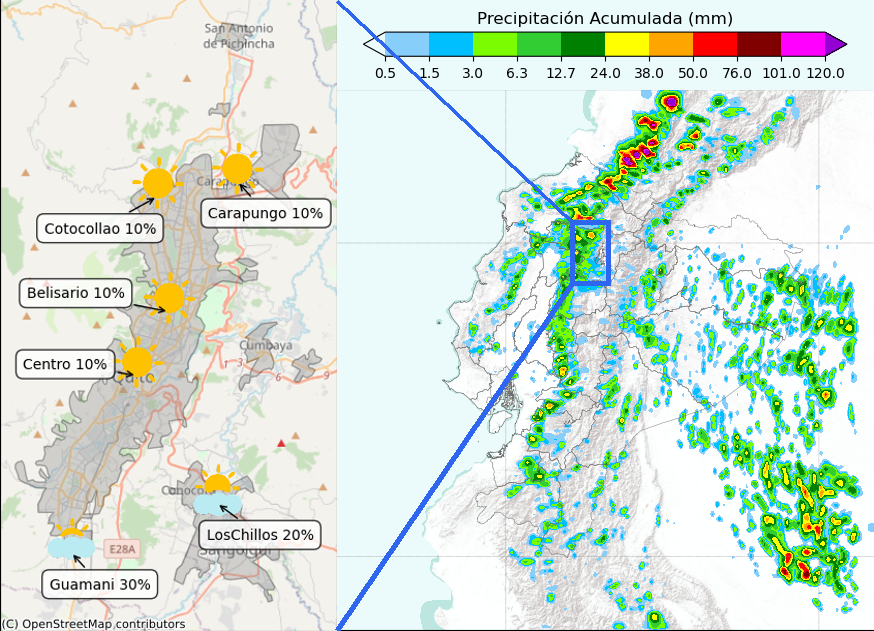 San Antonio
de Pichincha
Precipitación Acumulada (mm)
0.5 1.5 3.0 6.3 12.7 24.0 38.0 50.0 76.0 101.0 120.0
Cotocollao 10%
Carapungo 10%
Belisario 10%
Cumbaya
Centro 10%
LosChillos 20%
E28A
Guamani 30%
(C) OpenStreetMap contributors